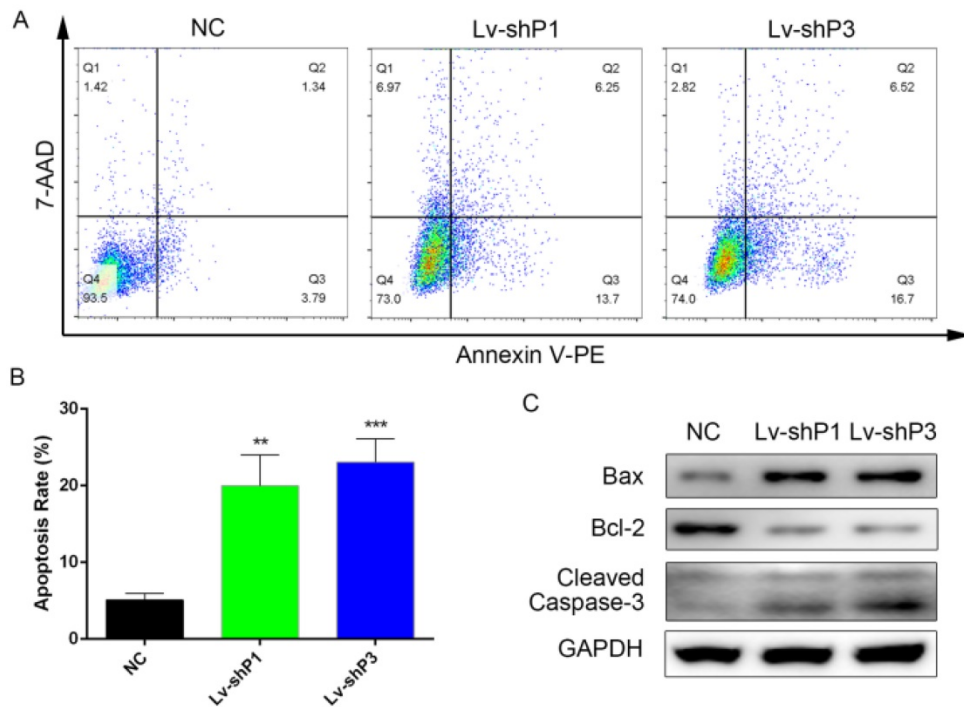 A
NC
Lv-shP1
Lv-shP3
7-AAD
Q1
1.42
Q2
1.34
Q4
93.5
Q3
3.79
Q1
6.97
Q2
6.25
Q4
73.0
Q3
13.7
Q1
2.82
Q2
6.52
Q4
74.0
Q3
16.7
Annexin V-PE
B
Apoptosis Rate (%)
30
20
10
0
**
***
NC
Lv-shP1
Lv-shP3
C
NC Lv-shP1 Lv-shP3
Bax
Bcl-2
Cleaved
Caspase-3
GAPDH